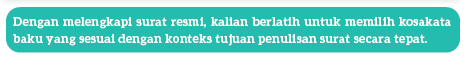 Dengan melengkapi surat resmi, kalian berlatih untuk memilih kosakata
baku yang sesuai dengan konteks tujuan penulisan surat secara tepat.